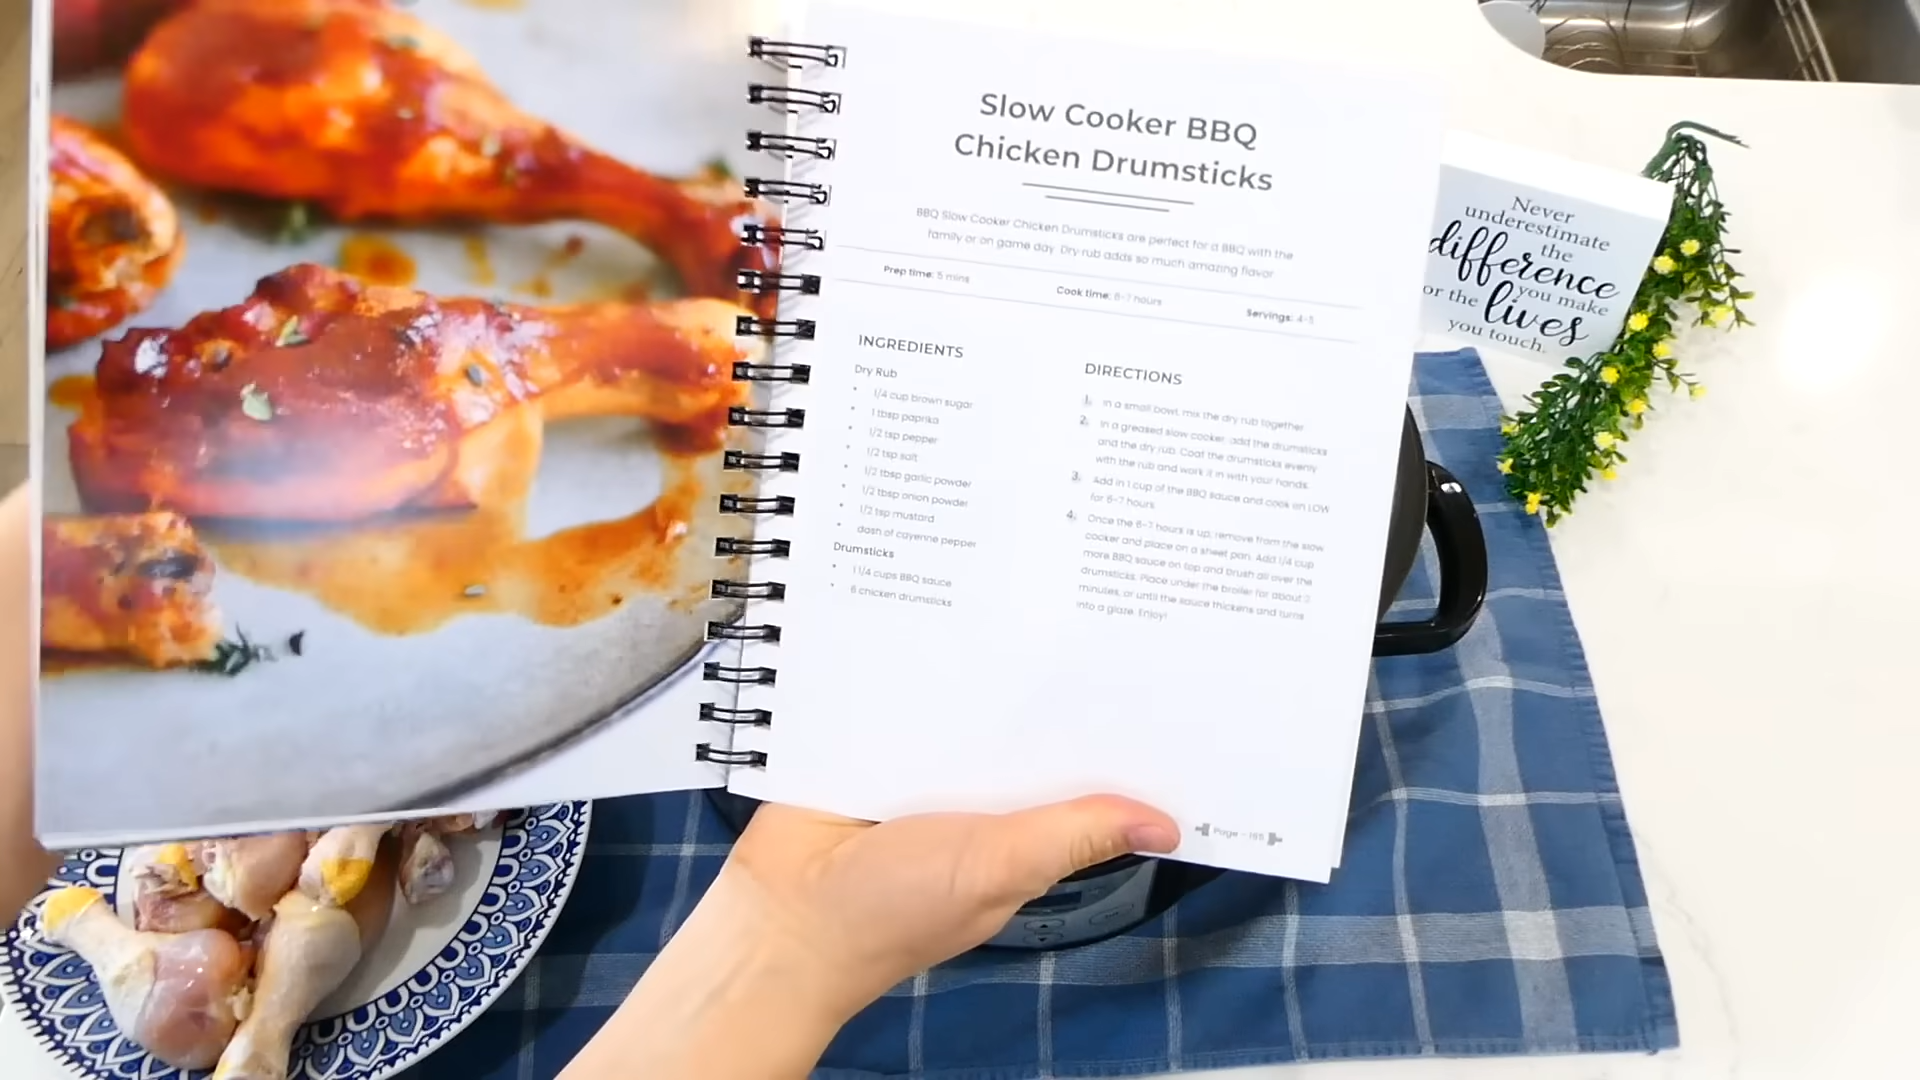 Slow Cooker BBQ
Chicken Drumsticks
BBQ Slow Cooker Chicken Drumsticks are perfect for a BBQ with the
family or on game day. Dry rub adds so much amazing flavor
Prep time: 5 mins
Cook time: 6-7 hours
Servings: 4-5
INGREDIENTS
Dry Rub
1/4 cup brown sugar
1 tbsp paprika
1/2 tsp pepper
1/2 tsp salt
1/2 tbsp garlic powder
1/2 tbsp onion powder
1/2 tsp mustard
dash of cayenne pepper
Drumsticks
1 1/4 cups BBQ sauce
6 chicken drumsticks
DIRECTIONS
1. In a small bowl, mix the dry rub together.
2. In a greased slow cooker, add the drumsticks
and the dry rub. Coat the drumsticks evenly
with the rub and work it in with your hands.
3. Add in 1 cup of the BBQ sauce and cook on LOW
for 6-7 hours
4. Once the 6-7 hours is up, remove from the slow
cooker and place on a sheet pan. Add 1/4 cup
more BBQ sauce on top and brush all over the
drumsticks. Place under the broiler for about
minutes, or until the sauce thickens and turns
into a glaze. Enjoy!
Page -
Never
underestimate
the
difference
you make
or the lives
you touch.